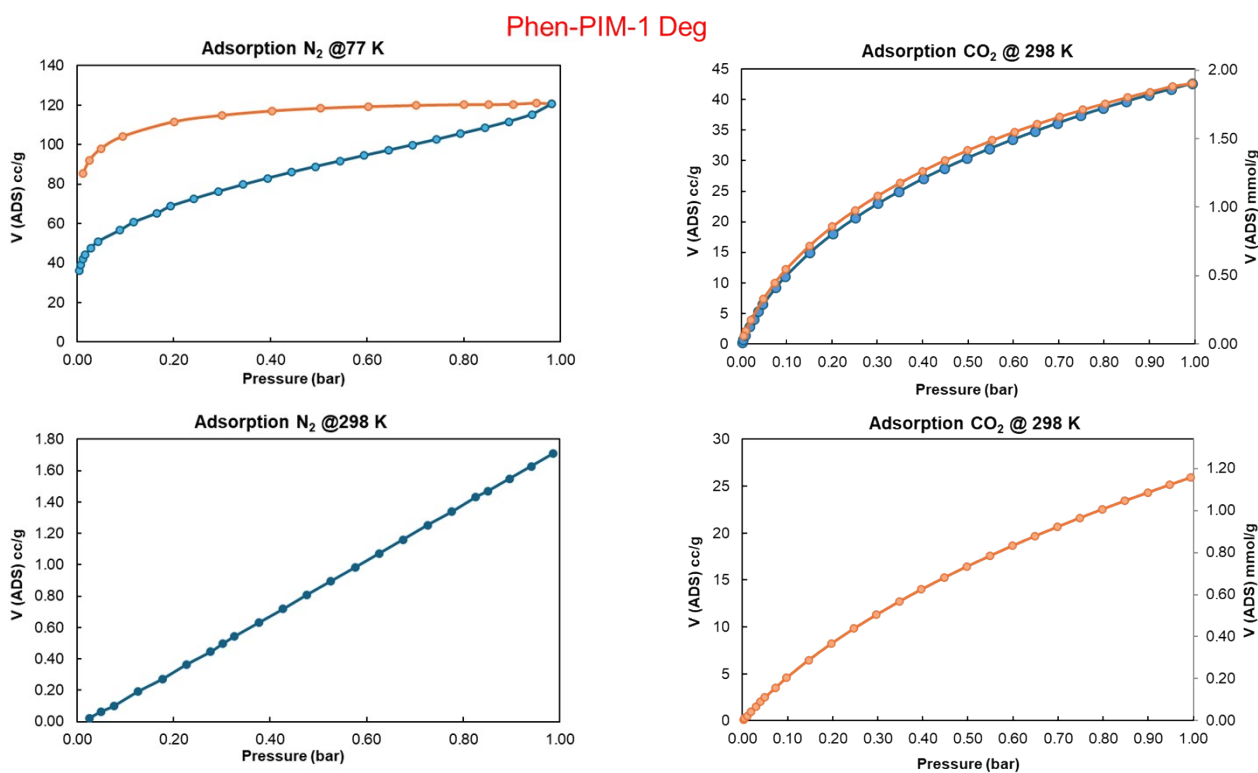 Phen-PIM-1 Deg
Adsorption N2 @77 K
V (ADS) cc/g
140
120
100
80
60
40
20
0
0.00 0.20 0.40 0.60 0.80 1.00
Pressure (bar)
Adsorption CO2 @ 298 K
V (ADS) cc/g
45
40
35
30
25
20
15
10
5
0
2.00
1.50
1.00
0.50
0.00
V (ADS) mmol/g
0.00 0.10 0.20 0.30 0.40 0.50 0.60 0.70 0.80 0.90 1.00
Pressure (bar)
Adsorption N2 @298 K
V (ADS) cc/g
1.80
1.60
1.40
1.20
1.00
0.80
0.60
0.40
0.20
0.00
0.00 0.20 0.40 0.60 0.80 1.00
Pressure (bar)
Adsorption CO2 @ 298 K
V (ADS) cc/g
30
25
20
15
10
5
0
1.20
1.00
0.80
0.60
0.40
0.20
0.00
V (ADS) mmol/g
0.00 0.10 0.20 0.30 0.40 0.50 0.60 0.70 0.80 0.90 1.00
Pressure (bar)